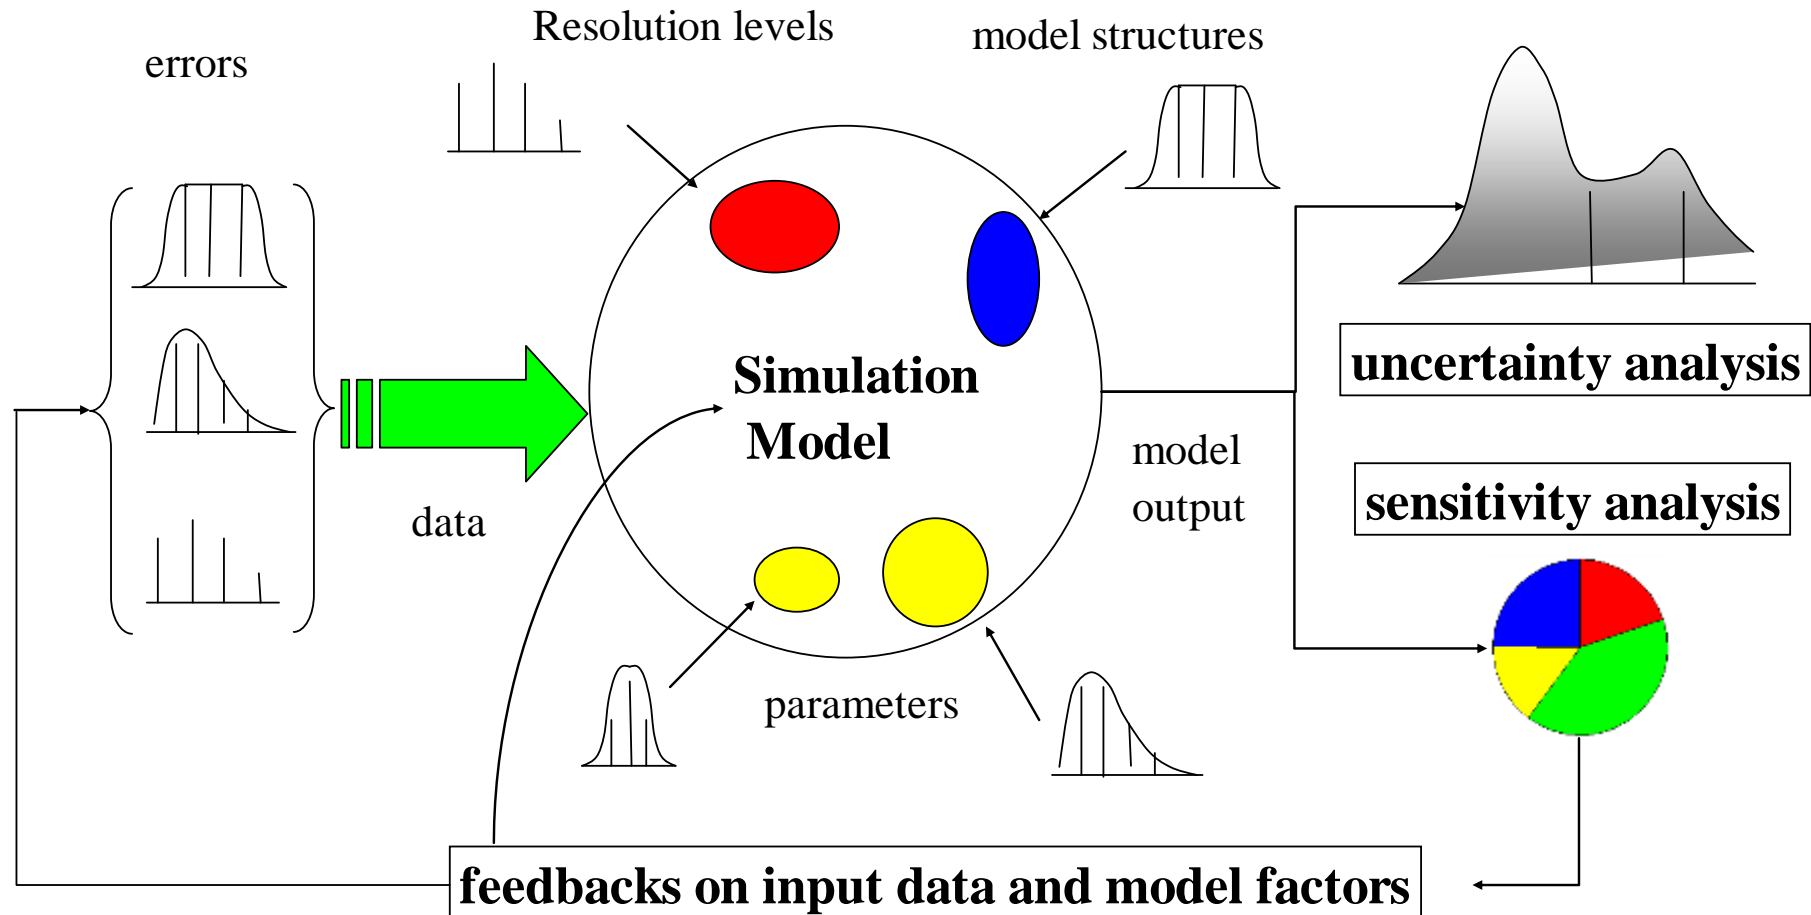 errors
Resolution levels
model structures
Simulation
Model
data
parameters
model
output
uncertainty analysis
sensitivity analysis
feedbacks on input data and model factors